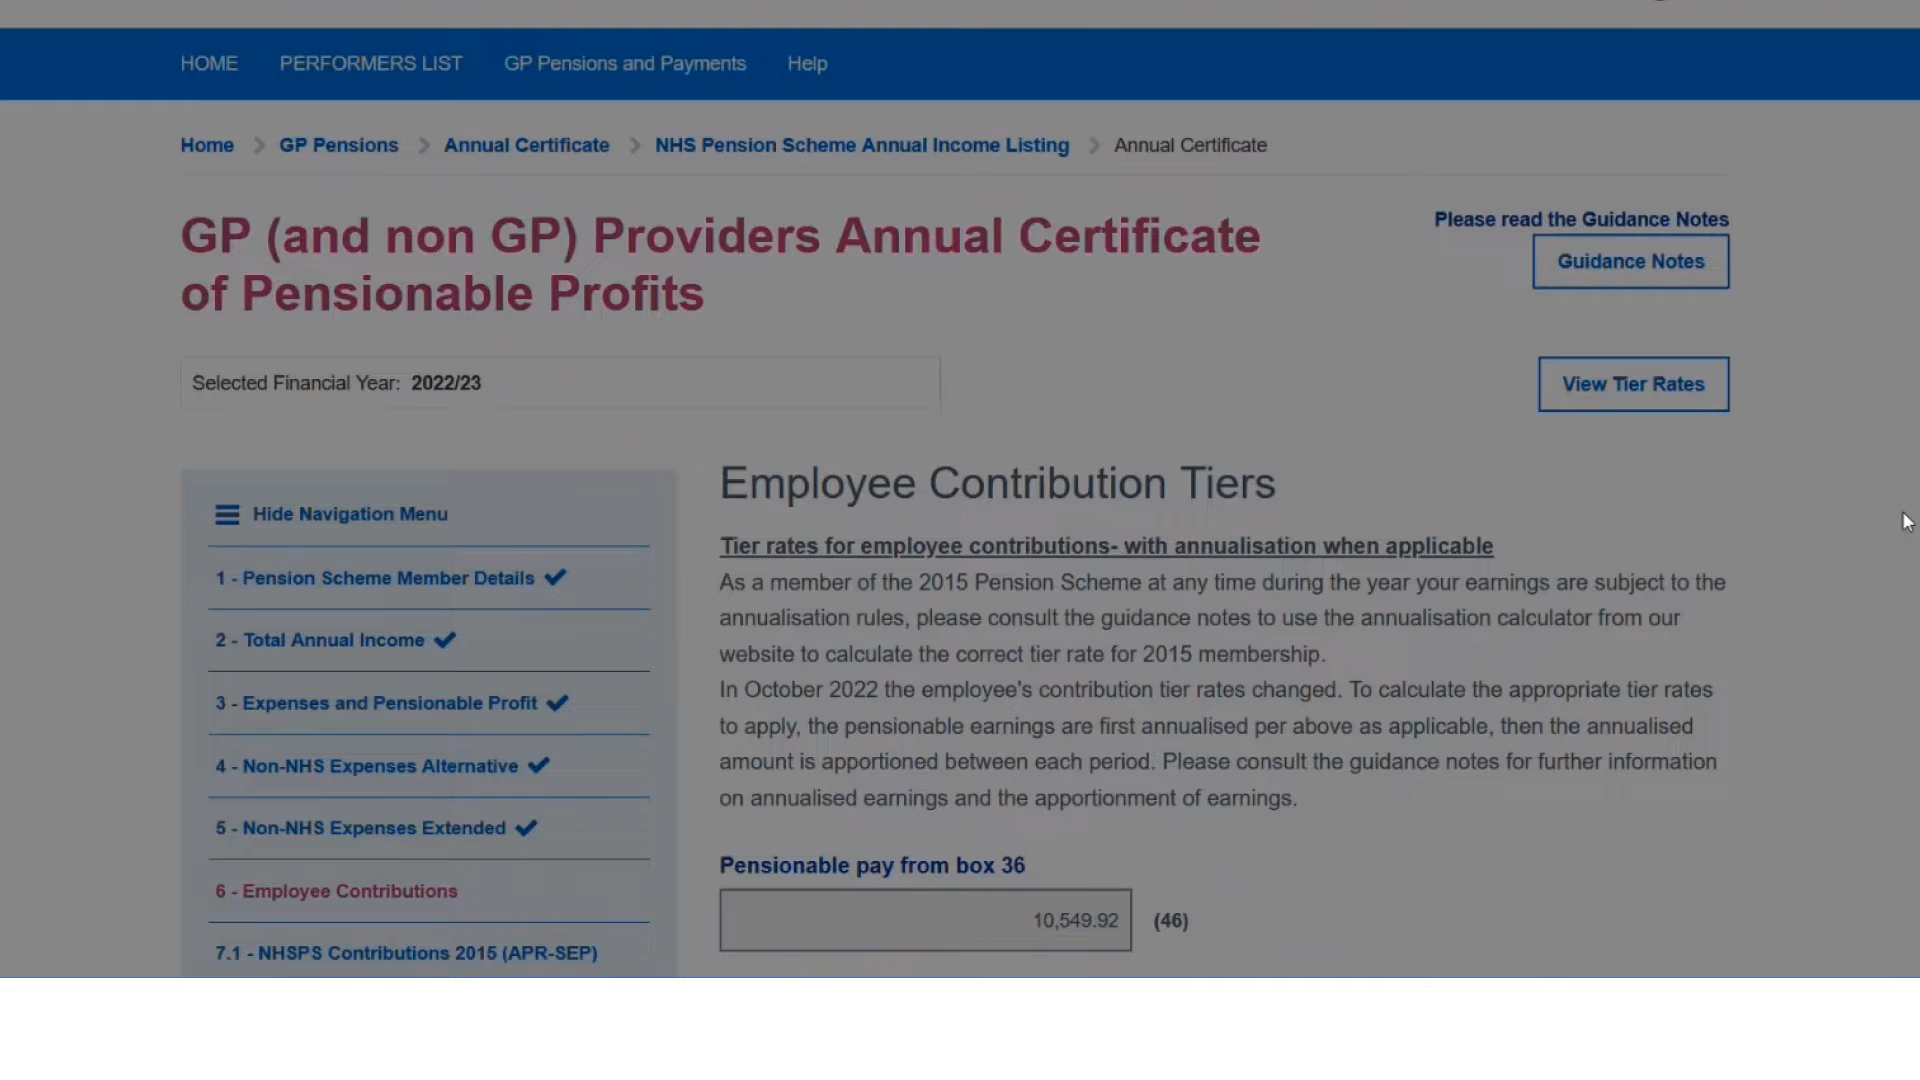 HOME PERFORMERS LIST GP Pensions and Payments Help
Home GP Pensions Annual Certificate NHS Pension Scheme Annual Income Listing Annual Certificate
GP (and non GP) Providers Annual Certificate
of Pensionable Profits
Please read the Guidance Notes
Guidance Notes
Selected Financial Year: 2022/23
View Tier Rates
Hide Navigation Menu
1 - Pension Scheme Member Details
2 - Total Annual Income
3 - Expenses and Pensionable Profit
4 - Non-NHS Expenses Alternative
5 - Non-NHS Expenses Extended
6 - Employee Contributions
7.1 - NHSPS Contributions 2015 (APR-SEP)
Employee Contribution Tiers
Tier rates for employee contributions- with annualisation when applicable
As a member of the 2015 Pension Scheme at any time during the year your earnings are subject to the
annualisation rules, please consult the guidance notes to use the annualisation calculator from our
website to calculate the correct tier rate for 2015 membership.
In October 2022 the employee's contribution tier rates changed. To calculate the appropriate tier rates
to apply, the pensionable earnings are first annualised per above as applicable, then the annualised
amount is apportioned between each period. Please consult the guidance notes for further information
on annualised earnings and the apportionment of earnings.
Pensionable pay from box 36
10,549.92 (46)